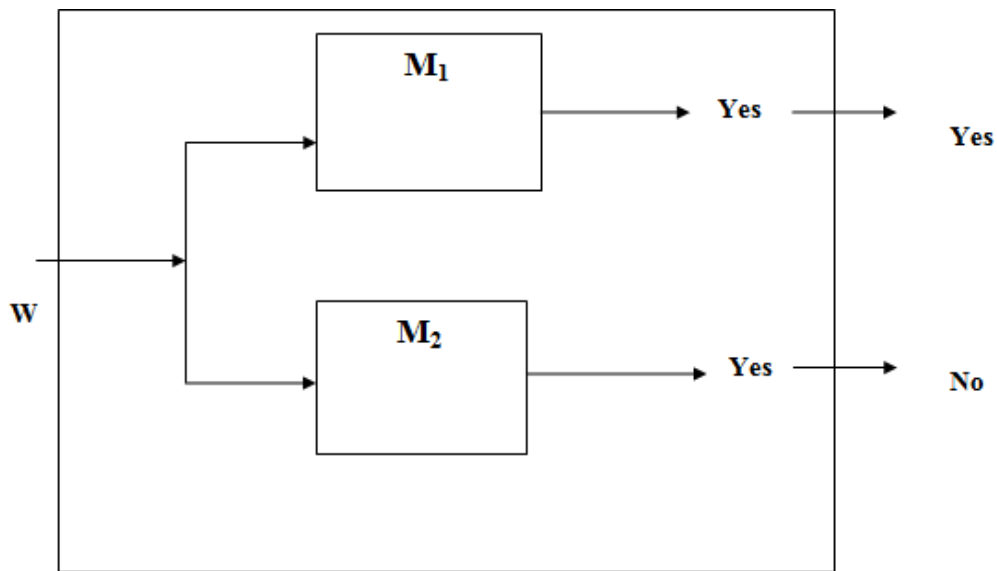 M₁
Yes
Yes
W
M₂
Yes
No